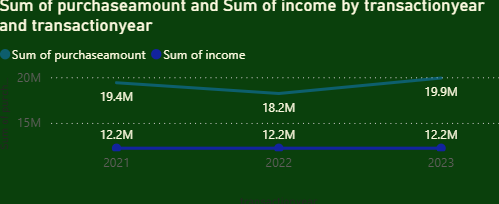 Sum of purchaseamount and Sum of income by transactionyear
and transactionyear
Sum of purchaseamount Sum of income
20M
19.4M
18.2M
19.9M
15M
12.2M
12.2M
12.2M
2021
2022
2023